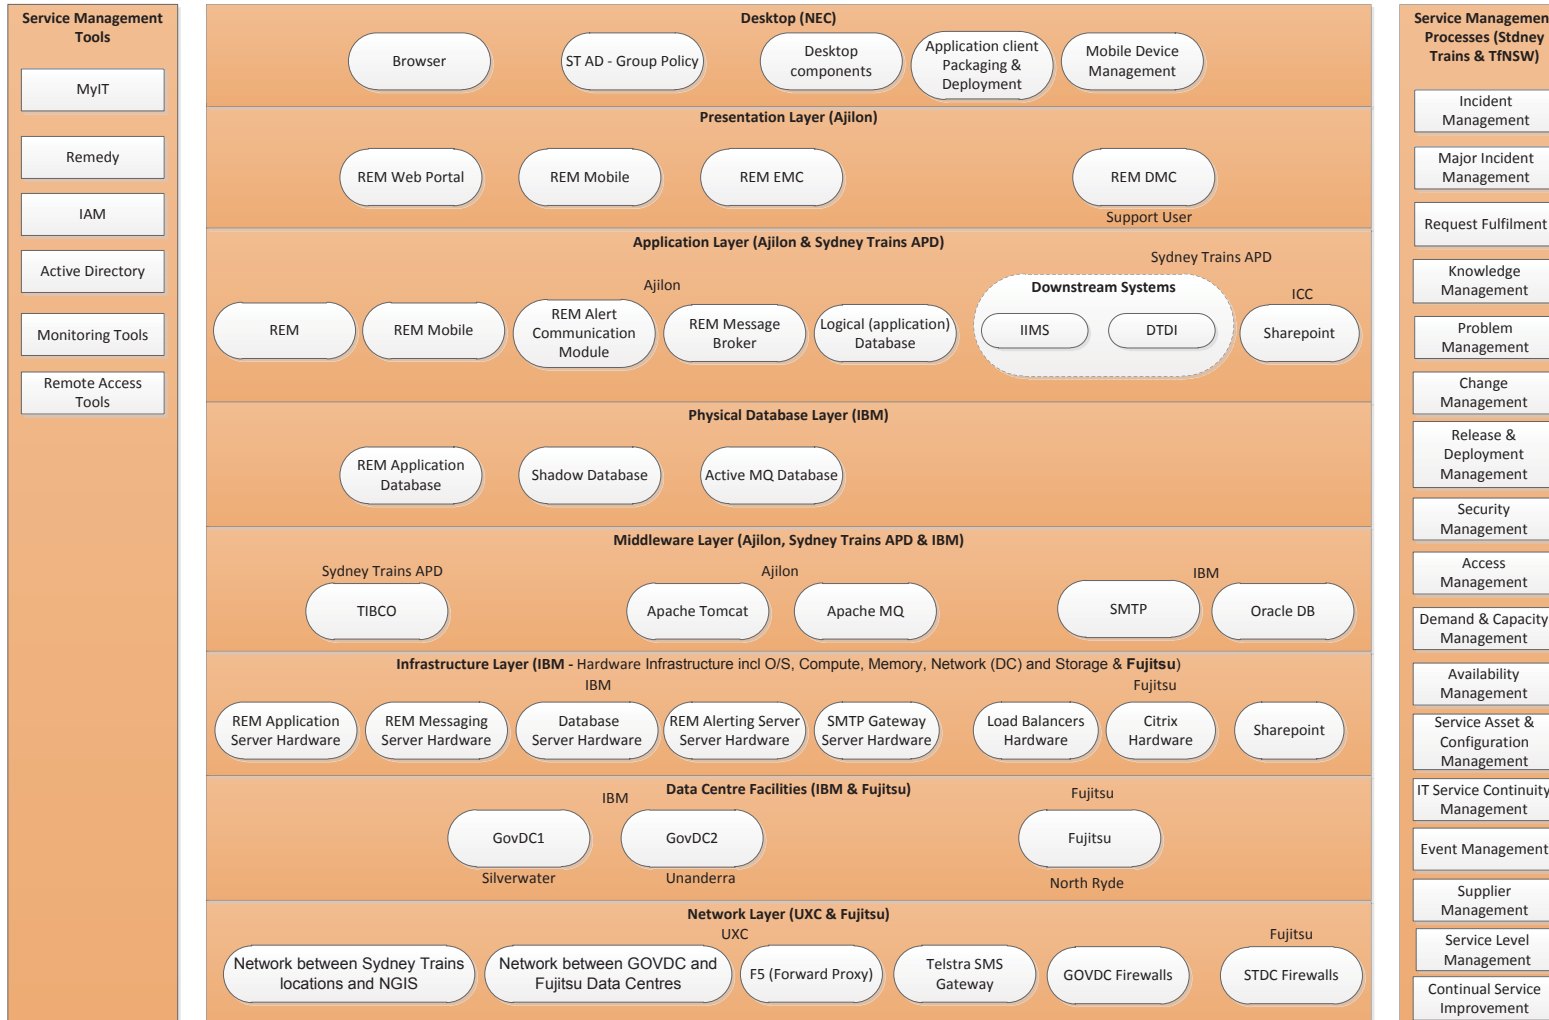 Service Management
Tools
MyIT
Remedy
IAM
Active Directory
Monitoring Tools
Remote Access
Tools
Desktop (NEC)
Browser
ST AD - Group Policy
Desktop
components
Application client
Packaging &
Deployment
Mobile Device
Management
Presentation Layer (Ajilon)
REM Web Portal
REM Mobile
REM EMC
REM DMC
Support User
Application Layer (Ajilon & Sydney Trains APD)
Ajilon
REM
REM Mobile
REM Alert
Communication
Module
REM Message
Broker
Logical (application)
Database
Sydney Trains APD
Downstream Systems
IIMS
DTDI
ICC
Sharepoint
Physical Database Layer (IBM)
REM Application
Database
Shadow Database
Active MQ Database
Middleware Layer (Ajilon, Sydney Trains APD & IBM)
Sydney Trains APD
TIBCO
Ajilon
Apache Tomcat
Apache MQ
IBM
SMTP
Oracle DB
Infrastructure Layer (IBM - Hardware Infrastructure incl O/S, Compute, Memory, Network (DC) and Storage & Fujitsu)
IBM
REM Application
Server Hardware
REM Messaging
Server Hardware
Database
Server Hardware
REM Alerting Server
Server Hardware
SMTP Gateway
Server Hardware
Fujitsu
Load Balancers
Hardware
Citrix
Hardware
Sharepoint
Data Centre Facilities (IBM & Fujitsu)
IBM
GovDC1
Silverwater
GovDC2
Unanderra
Fujitsu
Fujitsu
North Ryde
Network Layer (UXC & Fujitsu)
UXC
Network between Sydney Trains
locations and NGIS
Network between GOVDC and
Fujitsu Data Centres
F5 (Forward Proxy)
Telstra SMS
Gateway
GOVDC Firewalls
Fujitsu
STDC Firewalls
Service Managemen
Processes (Stdney
Trains & TfNSW)
Incident
Management
Major Incident
Management
Request Fulfilment
Knowledge
Management
Problem
Management
Change
Management
Release &
Deployment
Management
Security
Management
Access
Management
Demand & Capacity
Management
Availability
Management
Service Asset &
Configuration
Management
IT Service Continuity
Management
Event Management
Supplier
Management
Service Level
Management
Continual Service
Improvement